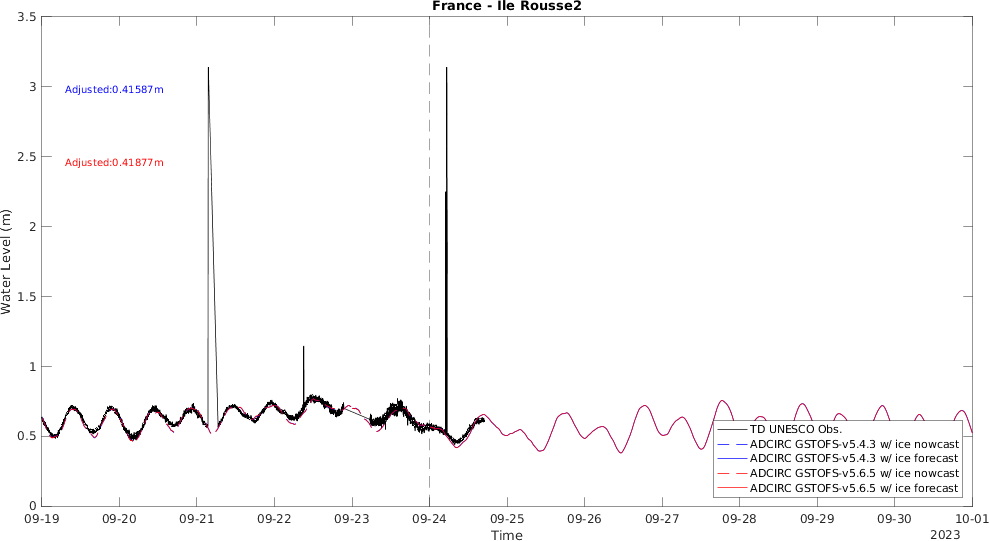 France - Ile Rousse2
3.5
3
2.5
2
1.5
1
0.5
0
Water Level (m)
Adjusted:0.41587m
Adjusted:0.41877m
TD UNESCO Obs.
ADCIRC GSTOFS-v5.4.3 w/ ice nowcast
ADCIRC GSTOFS-v5.4.3 w/ ice forecast
ADCIRC GSTOFS-v5.6.5 w/ ice nowcast
ADCIRC GSTOFS-v5.6.5 w/ ice forecast
09-19 09-20 09-21 09-22 09-23 09-24 09-25 09-26 09-27 09-28 09-29 09-30 10-01
Time
2023